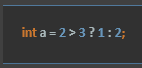 int a = 2 > 3 ? 1 : 2;